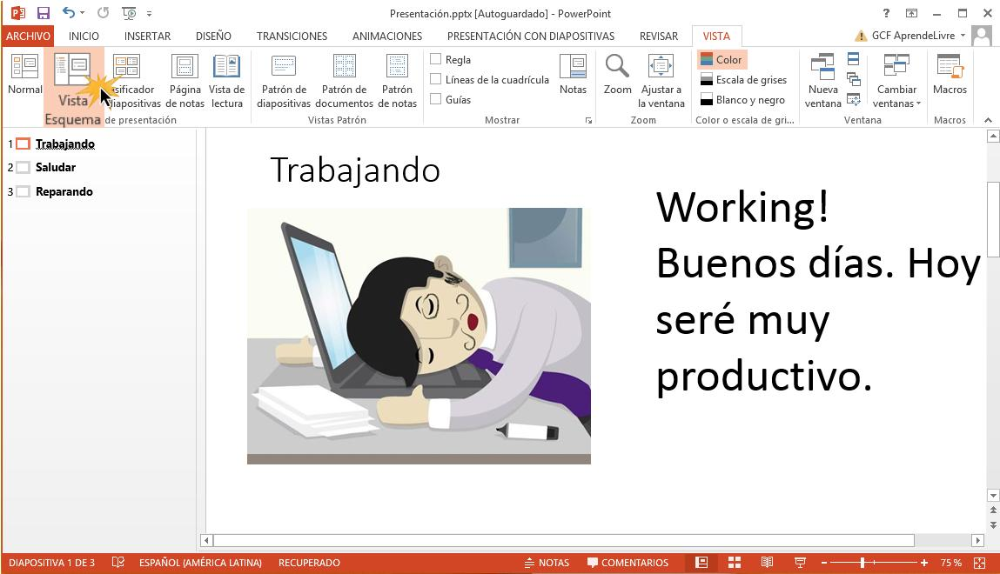 Presentación.pptx [Autoguardado] - PowerPoint
ARCHIVO INICIO INSERTAR DISEÑO TRANSICIONES ANIMACIONES PRESENTACIÓN CON DIAPOSITIVAS REVISAR VISTA GCF AprendeLivre
Normal
Vista
Esquema
Página
de notas
Vista de
lectura
de presentación
Patrón de
diapositivas
Patrón de
documentos
Patrón
de notas
Vistas Patrón
Regla
Líneas de la cuadrícula
Guías
Notas
Mostrar
Zoom
Ajustar a
la ventana
Zoom
Color
Escala de grises
Blanco y negro
Color o escala de gri...
Nueva
ventana
Cambiar
ventanas
Ventana
Macros
Macros
1 Trabajando
2 Saludar
3 Reparando
Trabajando
Working!
Buenos días. Hoy
seré muy
productivo.
DIAPOSITIVA 1 DE 3 ESPAÑOL (AMÉRICA LATINA) RECUPERADO NOTAS COMENTARIOS 75 %